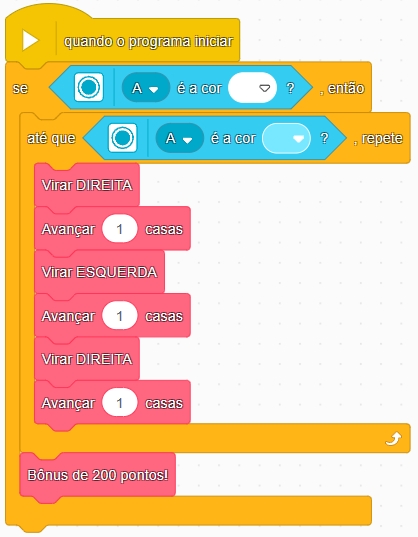 quando o programa iniciar
se A é a cor ? , então
até que A é a cor ? , repete
Virar DIREITA
Avançar 1 casas
Virar ESQUERDA
Avançar 1 casas
Virar DIREITA
Avançar 1 casas
Bônus de 200 pontos!